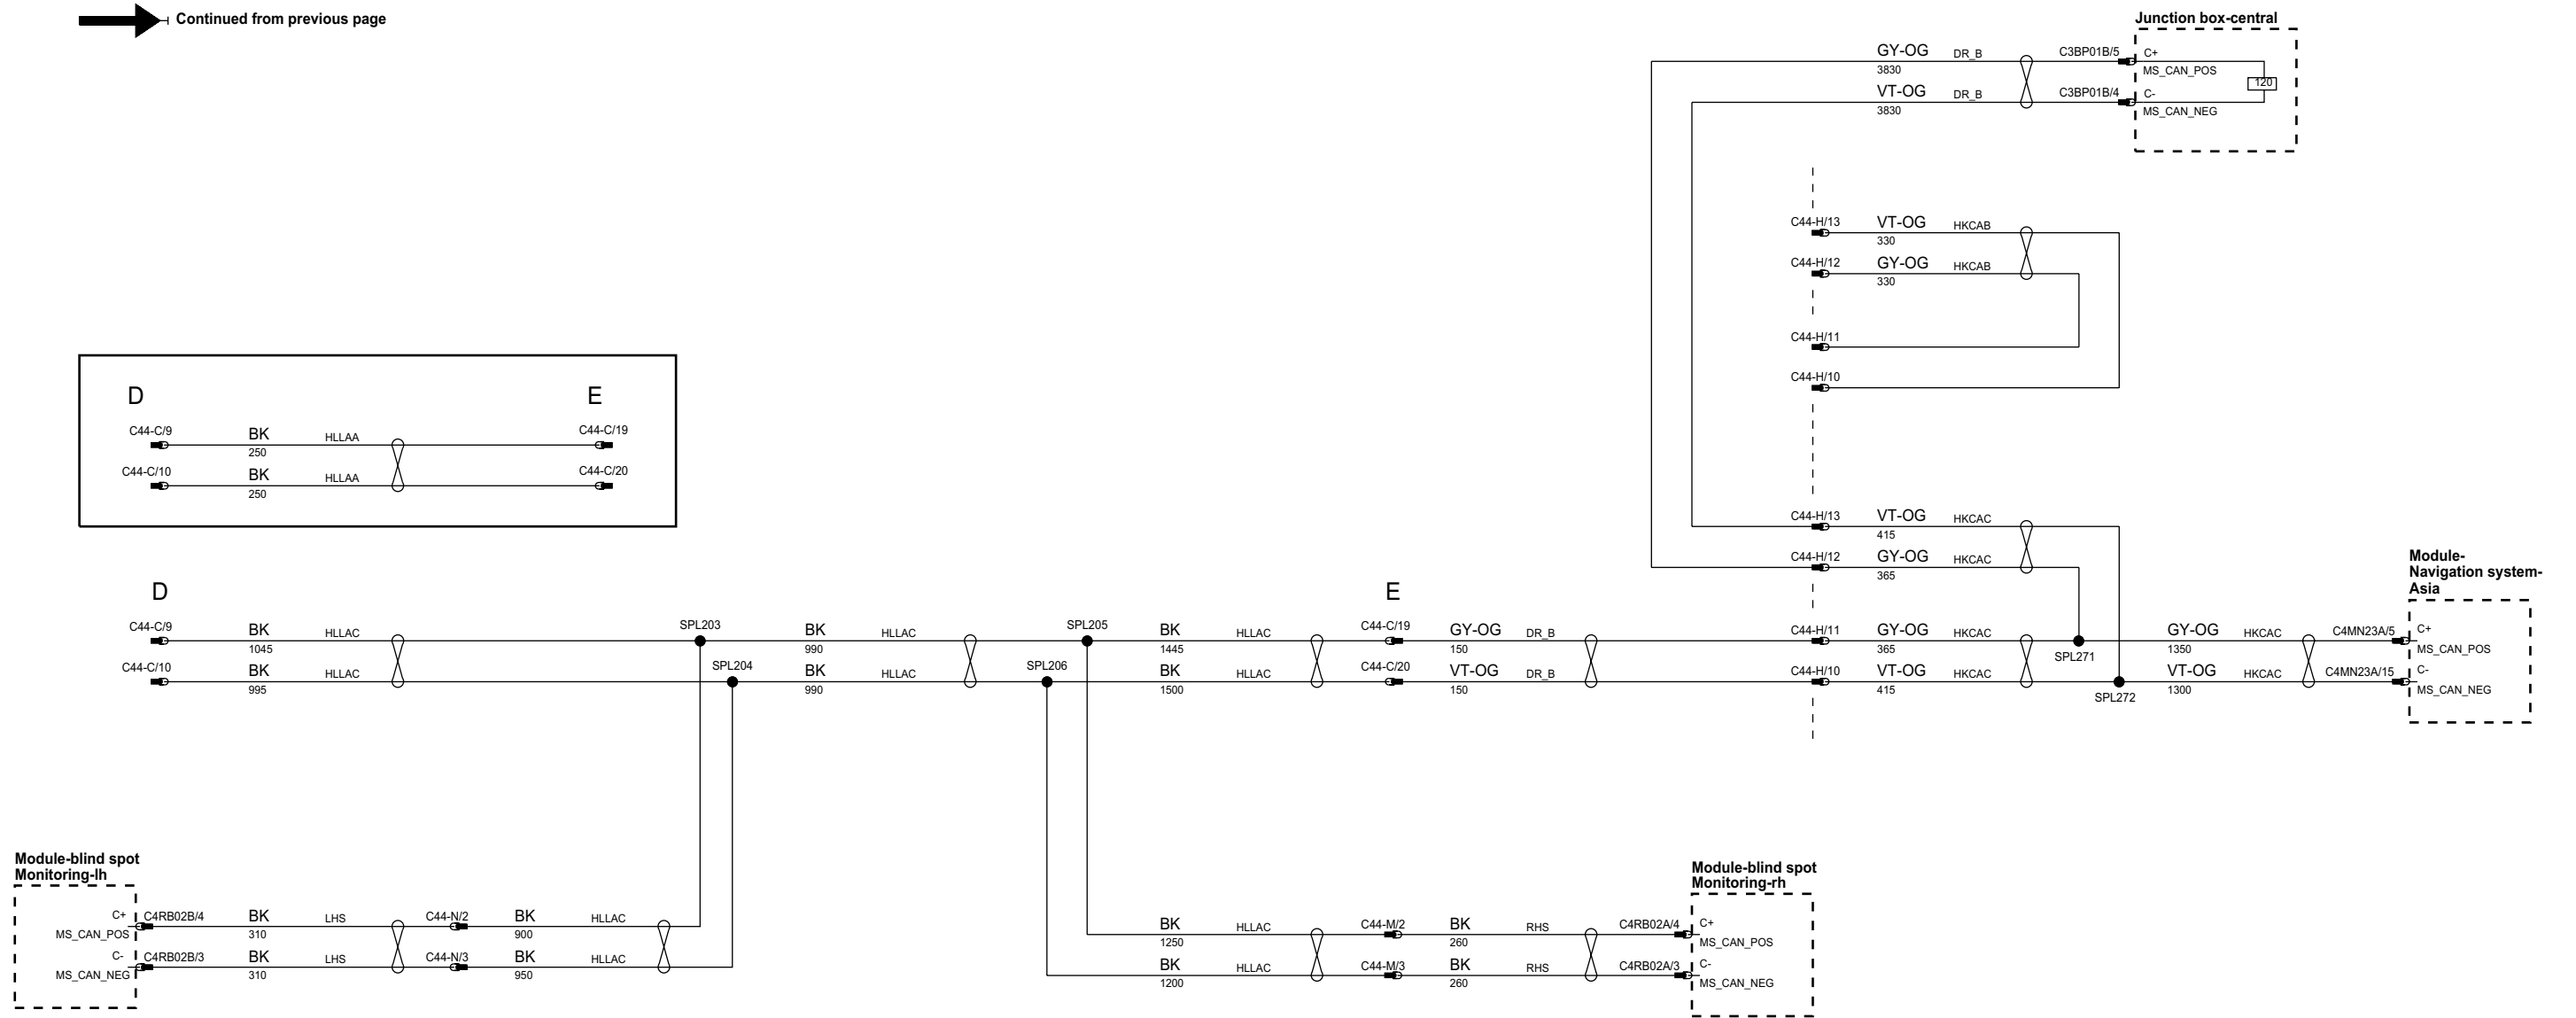 Continued from previous page
Junction box-central
GY-OG DR_B C3BP01B/5 C+
3830 MS_CAN_POS
120
VT-OG DR_B C3BP01B/4 C-
3830 MS_CAN_NEG
C44-H/13 VT-OG HKCAB
330
C44-H/12 GY-OG HKCAB
330
C44-H/11
C44-H/10
D E
C44-C/9 BK HLLAA C44-C/19
250
C44-C/10 BK HLLAA C44-C/20
250
C44-H/13 VT-OG HKCAC
415
C44-H/12 GY-OG HKCAC
365
Module-
Navigation system-
Asia
D E
C44-C/9 BK HLLAC SPL203 BK HLLAC SPL205 BK HLLAC C44-C/19 GY-OG DR_B C44-H/11 GY-OG HKCAC GY-OG HKCAC C4MN23A/5 C+
1045 990 1445 150 365 SPL271 1350 MS_CAN_POS
C44-C/10 BK HLLAC SPL204 BK HLLAC SPL206 BK HLLAC C44-C/20 VT-OG DR_B C44-H/10 VT-OG HKCAC VT-OG HKCAC C4MN23A/15 C-
995 990 1500 150 415 SPL272 1300 MS_CAN_NEG
Module-blind spot
Monitoring-lh
C+ C4RB02B/4 BK LHS C44-N/2 BK HLLAC
MS_CAN_POS 310 900
C- C4RB02B/3 BK LHS C44-N/3 BK HLLAC
MS_CAN_NEG 310 950
Module-blind spot
Monitoring-rh
BK HLLAC C44-M/2 BK RHS C4RB02A/4 C+
1250 260 MS_CAN_POS
BK HLLAC C44-M/3 BK RHS C4RB02A/3 C-
1200 260 MS_CAN_NEG